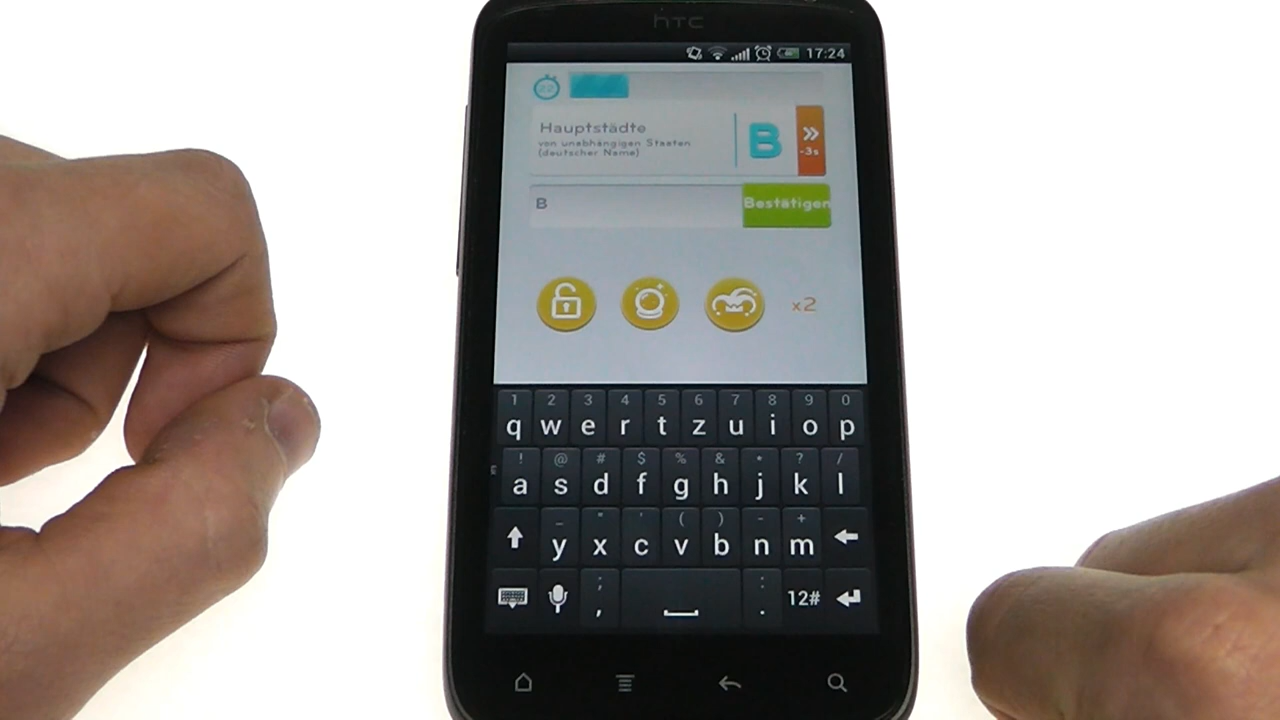 htc
17:24
22
Hauptstädte
von unabhängigen Staaten
(deutscher Name)
B
-3s
B
Bestätigen
x2
1 2 3 4 5 6 7 8 9 0
q w e r t z u i o p
! @ # $ % & * ? /
a s d f g h j k l
_ " ' ( ) - +
y x c v b n m
; :
, . 12#